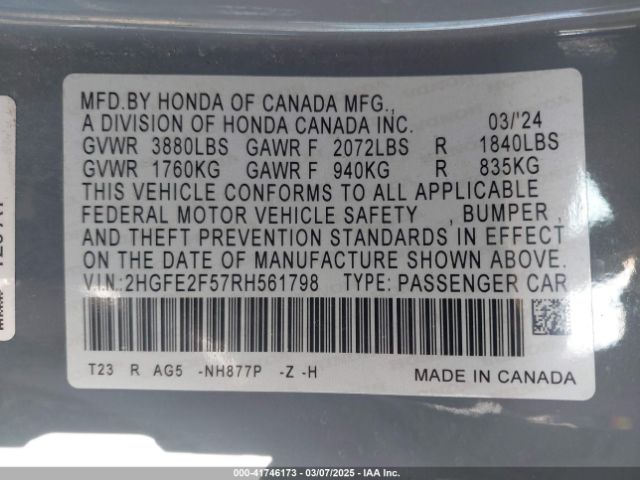 MFD.BY HONDA OF CANADA MFG.,
A DIVISION OF HONDA CANADA INC. 03/'24
GVWR 3880LBS GAWR F 2072LBS R 1840LBS
GVWR 1760KG GAWR F 940KG R 835KG
THIS VEHICLE CONFORMS TO ALL APPLICABLE
FEDERAL MOTOR VEHICLE SAFETY , BUMPER ,
AND THEFT PREVENTION STANDARDS IN EFFECT
ON THE DATE OF MANUFACTURE SHOWN ABOVE.
VIN:2HGFE2F57RH561798 TYPE: PASSENGER CAR
T23 R AG5 -NH877P -Z -H
MADE IN CANADA
000-41746173 — 03/07/2025 - IAAI.com